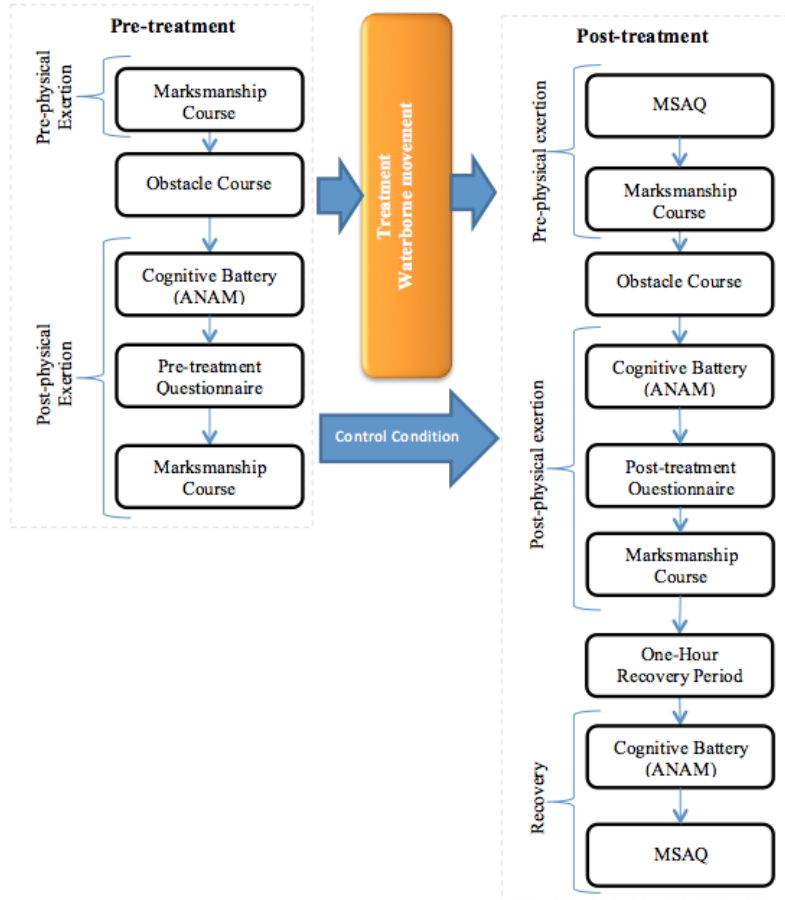 Pre-treatment
Pre-physical
Exertion
Marksmanship
Course
Obstacle Course
Post-physical
Exertion
Cognitive Battery
(ANAM)
Pre-treatment
Questionnaire
Marksmanship
Course
Treatment
Waterborne movement
Control Condition
Post-treatment
Pre-physical exertion
MSAQ
Marksmanship
Course
Obstacle Course
Post-physical exertion
Cognitive Battery
(ANAM)
Post-treatment
Questionnaire
Marksmanship
Course
One-Hour
Recovery Period
Recovery
Cognitive Battery
(ANAM)
MSAQ